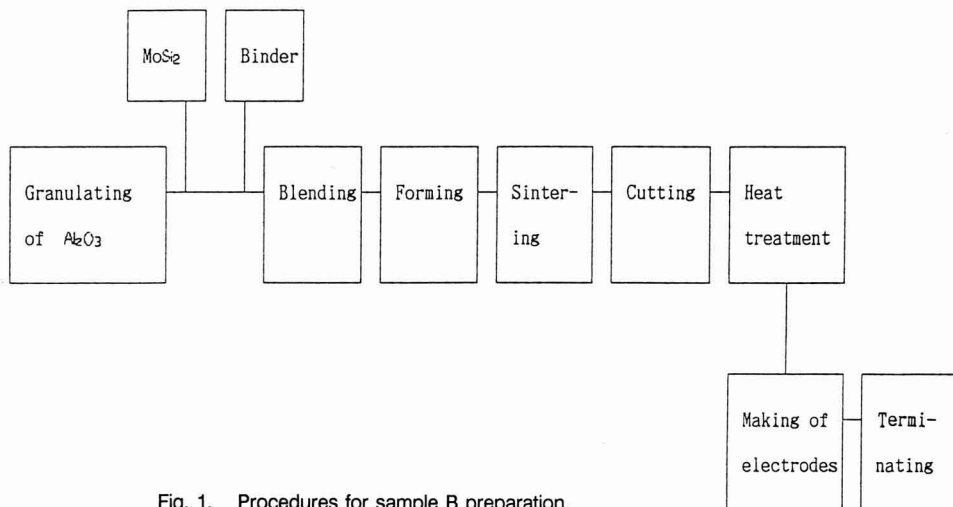 MoSi2
Binder
Granulating
of Al2O3
Blending
Forming
Sinter-
ing
Cutting
Heat
treatment
Making of
electrodes
Termi-
nating
Fig. 1. Procedures for sample B preparation.